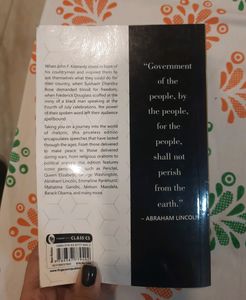 When John F. Kennedy stood in front of
his countrymen and inspired them to
ask themselves what they could do for
their country, when Subhash Chandra
Bose demanded blood for freedom,
when Frederick Douglass scoffed at the
irony of a black man speaking at the
Fourth of July celebrations, the power
of their spoken word left their audience
spellbound.
Taking you on a journey into the world
of rhetoric, this greatest edition
encapsulates speeches that have lasted
through the ages. From those delivered
to make peace to those delivered
during wars, from religious orations to
political
edition features
iconic
such as Pericles,
Queen Elizabeth, George Washington,
Abraham Lincoln, Emmeline Pankhurst,
Mahatma Gandhi, Nelson Mandela,
Barack Obama, and many more.
“Government
of the
people, by
the people,
for the
people,
shall not
perish
from the
earth.”
– ABRAHAM LINCOLN
CLASSICS